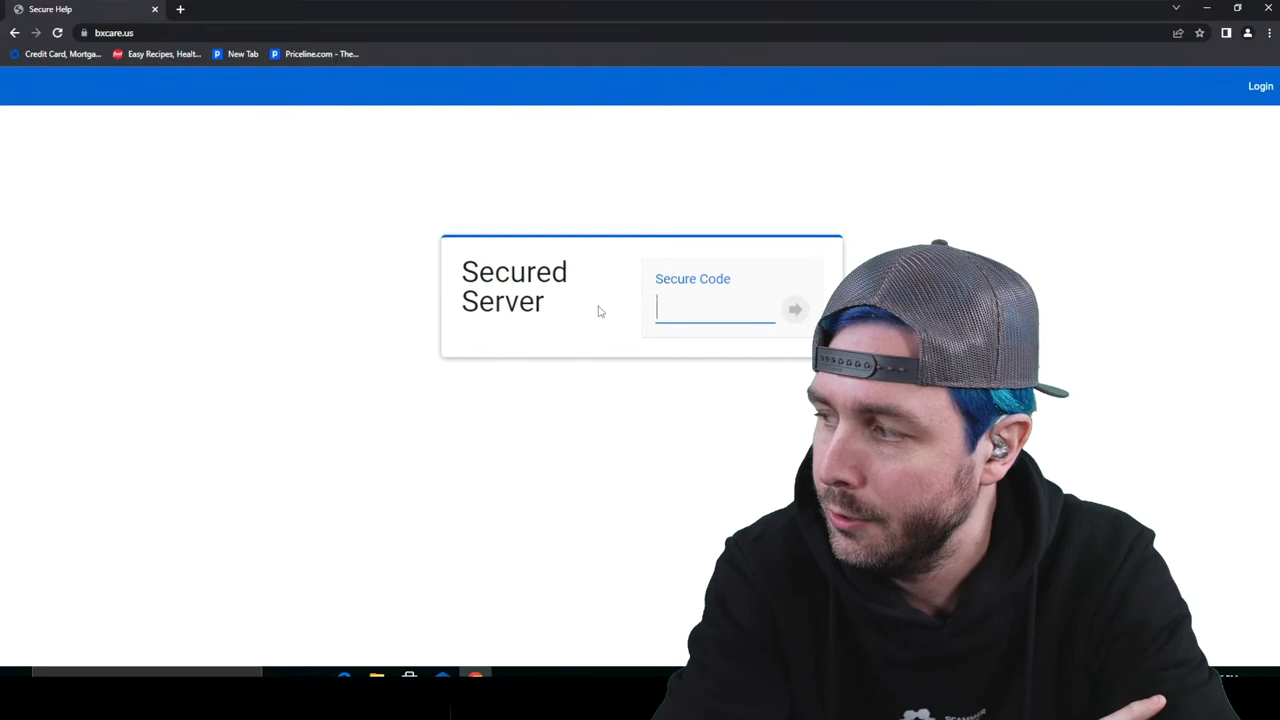 Secure Help
bxcare.us
Credit Card, Mortga...
Easy Recipes, Healt...
New Tab
Priceline.com - The...
Login
Secured
Server
Secure Code
SCAMMER